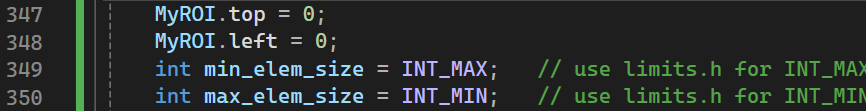 347 MyROI.top = 0;
348 MyROI.left = 0;
349 int min_elem_size = INT_MAX; // use limits.h for INT_MAX
350 int max_elem_size = INT_MIN; // use limits.h for INT_MIN